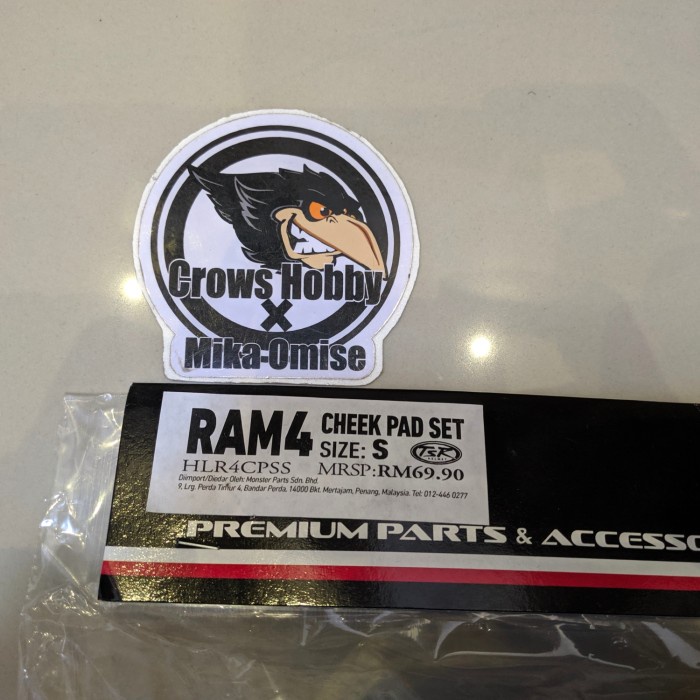 Crows Hobby
X
Mika-Omise
RAM4 CHEEK PAD SET
SIZE: S TSR
HLR4CPSS MRSP:RM69.90
Diimport/Diedar Oleh: Monster Parts Sdn. Bhd.
9, Lrg. Perda Timur 4, Bandar Perda, 14000 Bkt. Mertajam, Penang, Malaysia. Tel: 012-446 0277
PREMIUM PARTS & ACCESSO